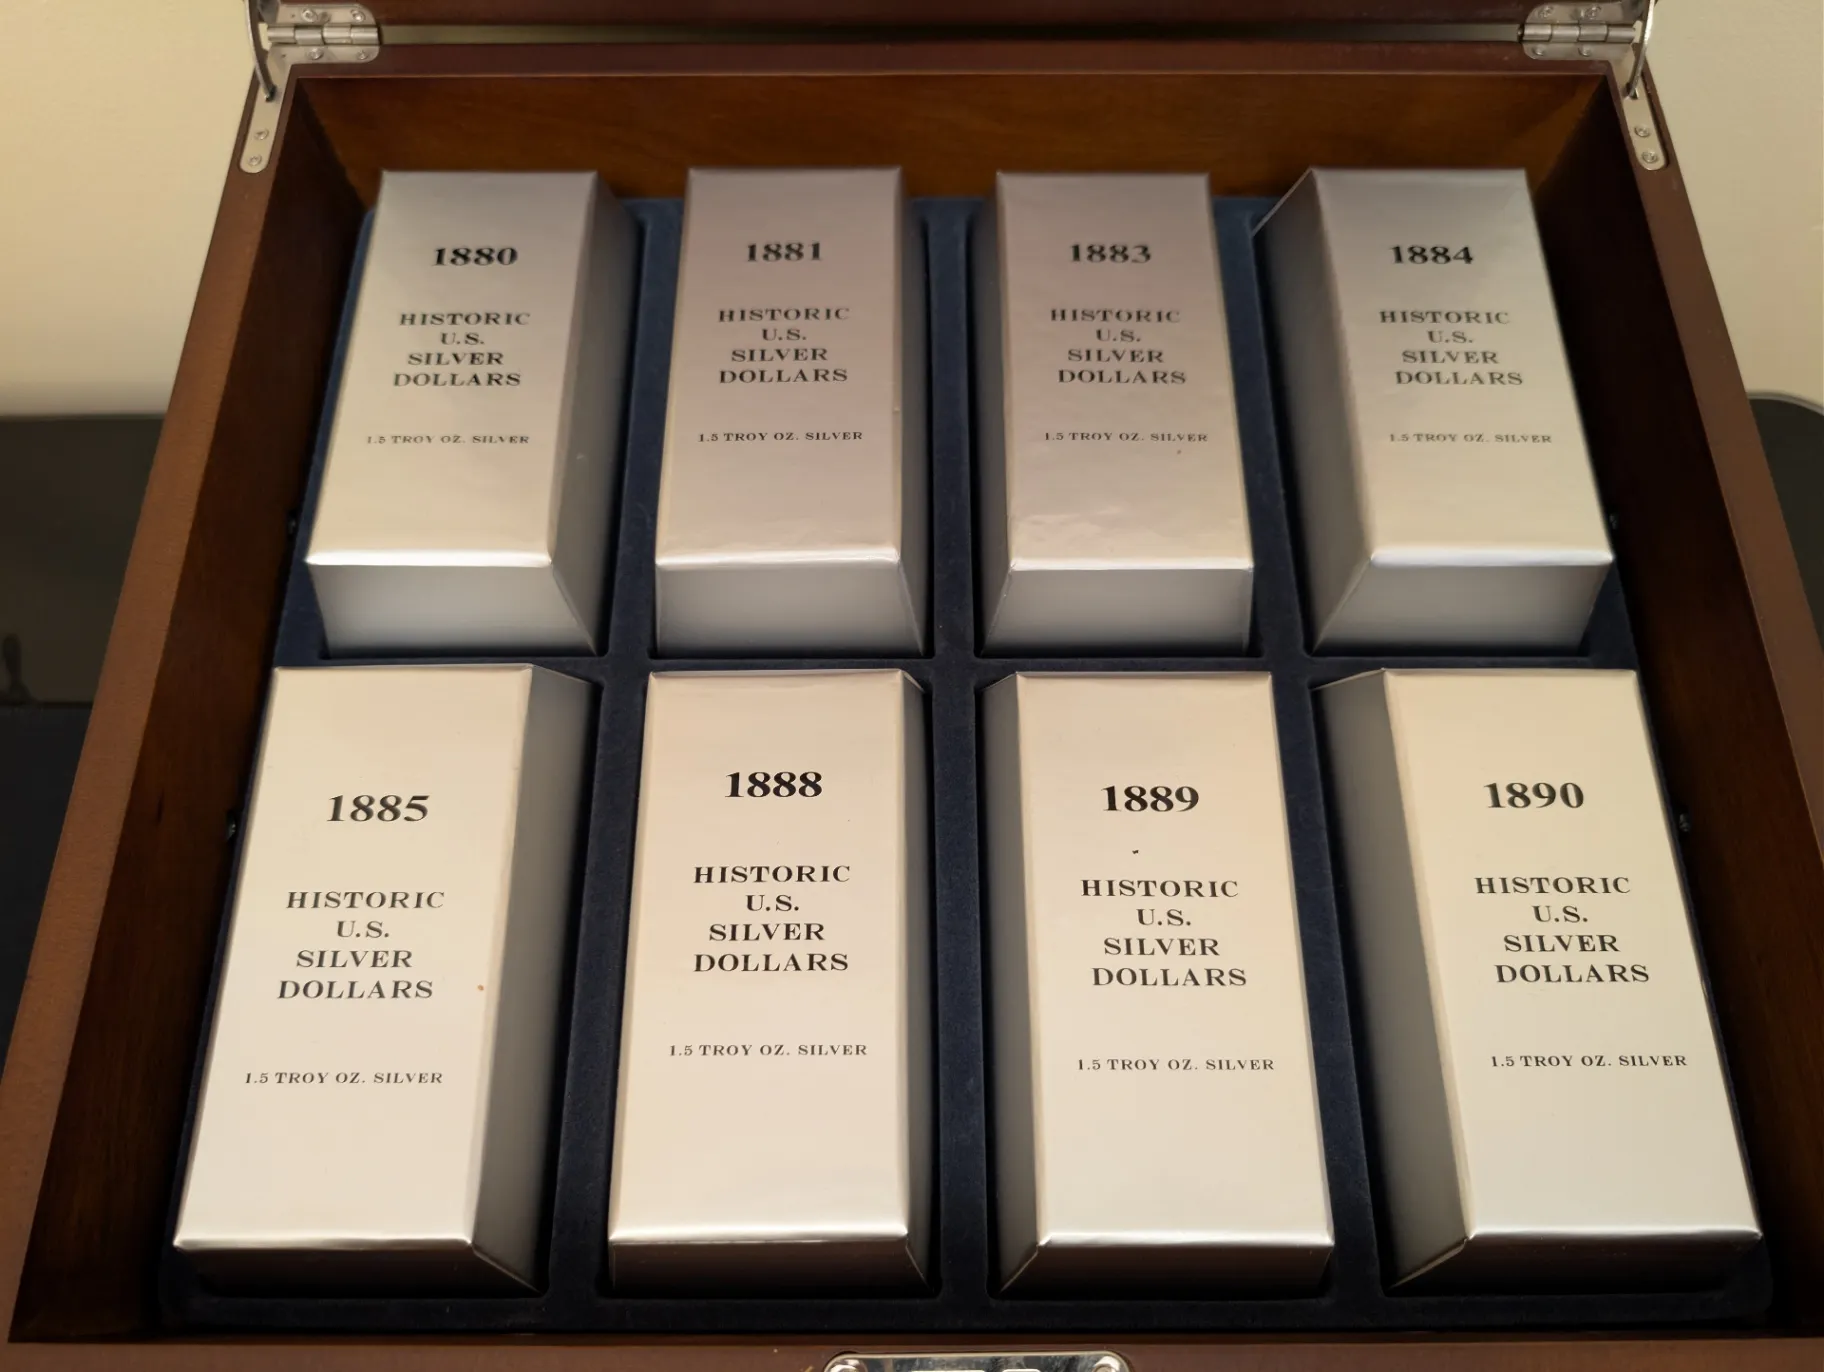 1880
HISTORIC
U.S.
SILVER
DOLLARS
1.5 TROY OZ. SILVER
1881
HISTORIC
U.S.
SILVER
DOLLARS
1.5 TROY OZ. SILVER
1883
HISTORIC
U.S.
SILVER
DOLLARS
1.5 TROY OZ. SILVER
1884
HISTORIC
U.S.
SILVER
DOLLARS
1.5 TROY OZ. SILVER
1885
HISTORIC
U.S.
SILVER
DOLLARS
1.5 TROY OZ. SILVER
1888
HISTORIC
U.S.
SILVER
DOLLARS
1.5 TROY OZ. SILVER
1889
HISTORIC
U.S.
SILVER
DOLLARS
1.5 TROY OZ. SILVER
1890
HISTORIC
U.S.
SILVER
DOLLARS
1.5 TROY OZ. SILVER